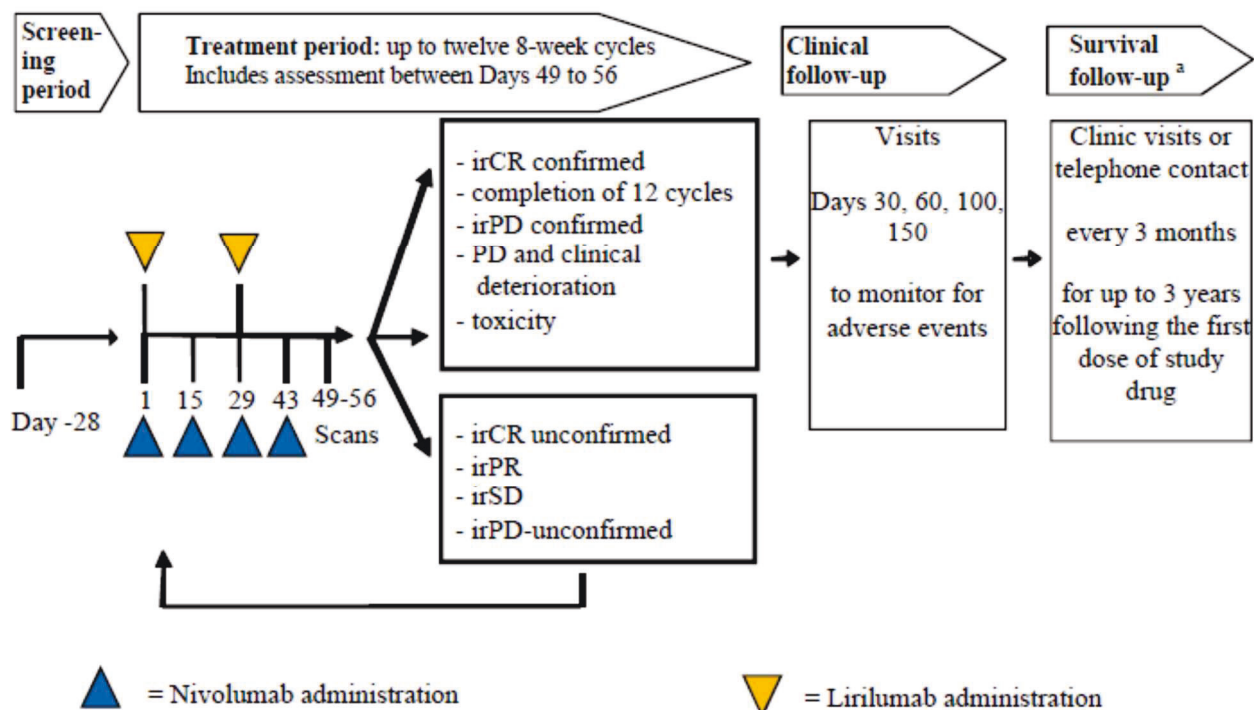 Screen-
ing
period
Treatment period: up to twelve 8-week cycles
Includes assessment between Days 49 to 56
Clinical
follow-up
Survival
follow-up a
- irCR confirmed
- completion of 12 cycles
- irPD confirmed
- PD and clinical
deterioration
- toxicity
Visits
Days 30, 60, 100,
150
to monitor for
adverse events
Clinic visits or
telephone contact
every 3 months
for up to 3 years
following the first
dose of study
drug
Day -28
1 15 29 43 49-56
Scans
- irCR unconfirmed
- irPR
- irSD
- irPD-unconfirmed
= Nivolumab administration
= Lirilumab administration